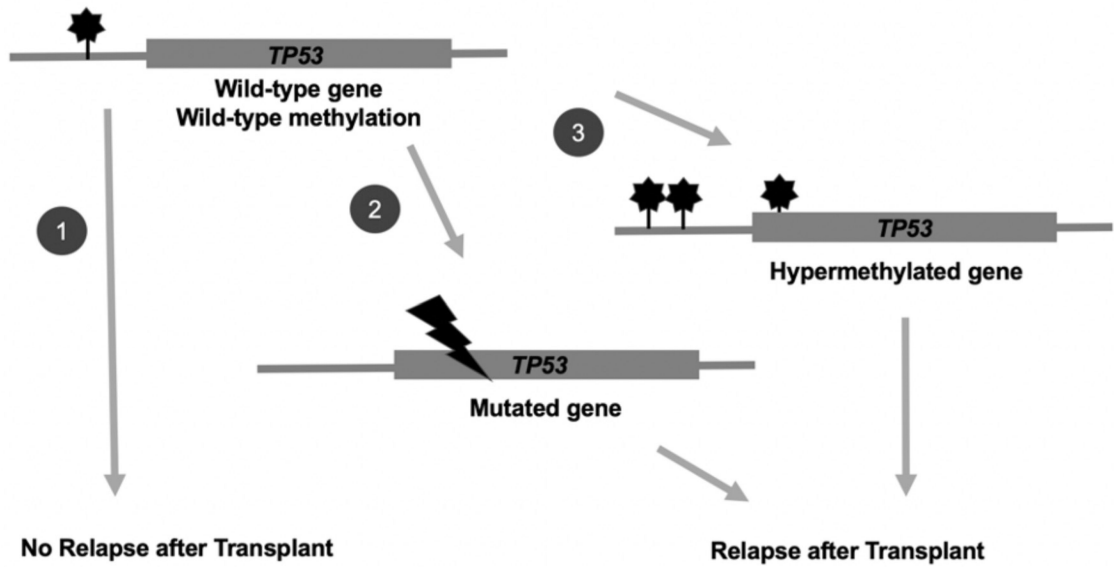 TP53
Wild-type gene
Wild-type methylation
1
2
3
TP53
Hypermethylated gene
TP53
Mutated gene
No Relapse after Transplant
Relapse after Transplant